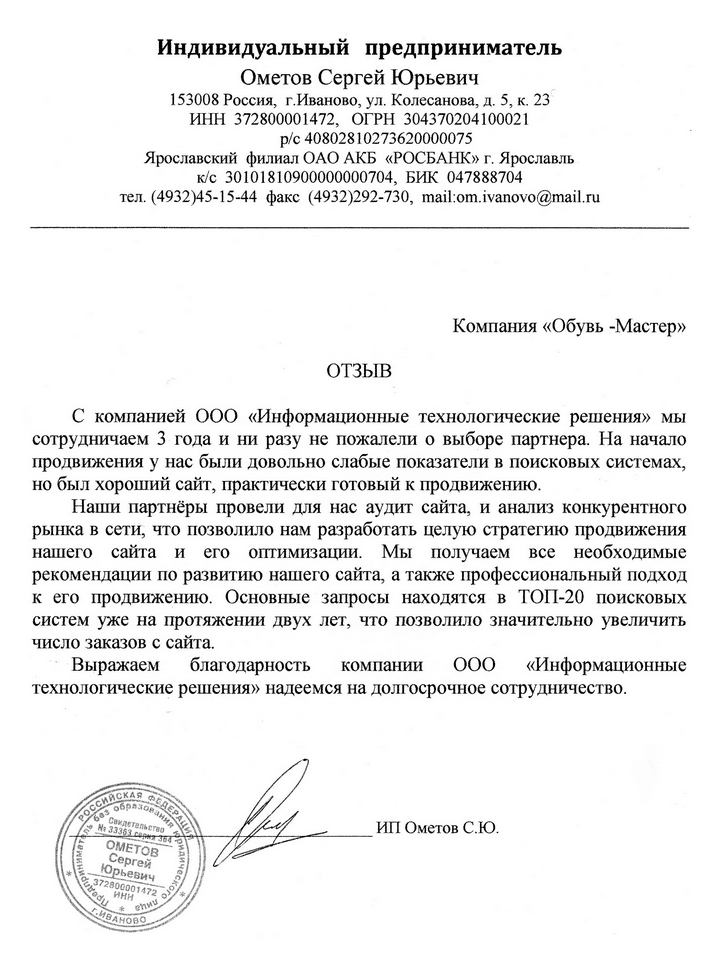 Индивидуальный предприниматель
Ометов Сергей Юрьевич
153008 Россия, г.Иваново, ул. Колесанова, д. 5, к. 23
ИНН 372800001472, ОГРН 304370204100021
р/с 40802810273620000075
Ярославский филиал ОАО АКБ «РОСБАНК» г. Ярославль
к/с 30101810900000000704, БИК 047888704
тел. (4932)45-15-44 факс (4932)292-730, mail:om.ivanovo@mail.ru
Компания «Обувь -Мастер»
ОТЗЫВ
С компанией ООО «Информационные технологические решения» мы
сотрудничаем 3 года и ни разу не пожалели о выборе партнера. На начало
продвижения у нас были довольно слабые показатели в поисковых системах,
но был хороший сайт, практически готовый к продвижению.
Наши партнёры провели для нас аудит сайта, и анализ конкурентного
рынка в сети, что позволило нам разработать целую стратегию продвижения
нашего сайта и его оптимизации. Мы получаем все необходимые
рекомендации по развитию нашего сайта, а также профессиональный подход
к его продвижению. Основные запросы находятся в ТОП-20 поисковых
систем уже на протяжении двух лет, что позволило значительно увеличить
число заказов с сайта.
Выражаем благодарность компании ООО «Информационные
технологические решения» надеемся на долгосрочное сотрудничество.
ИП Ометов С.Ю.
РОССИЙСКАЯ ФЕДЕРАЦИЯ
Предприниматель без образования юридического лица
Свидетельство
№ 33363 серия 364
ОМЕТОВ
Сергей
Юрьевич
372800001472
ИНН
г.ИВАНОВО